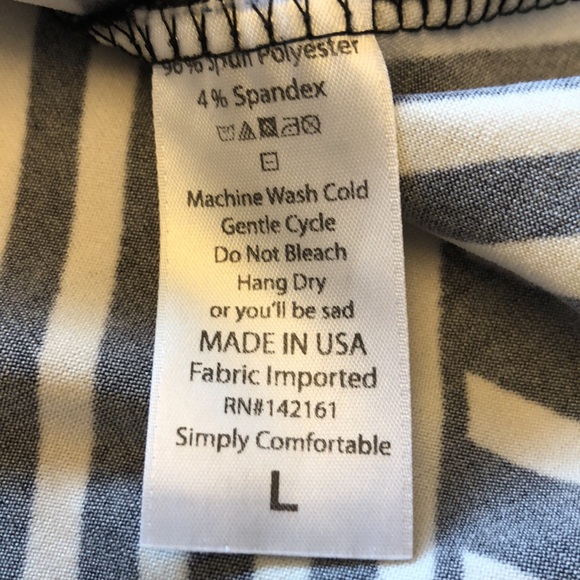 96% Spun Polyester
4% Spandex
Machine Wash Cold
Gentle Cycle
Do Not Bleach
Hang Dry
or you'll be sad
MADE IN USA
Fabric Imported
RN#142161
Simply Comfortable
L